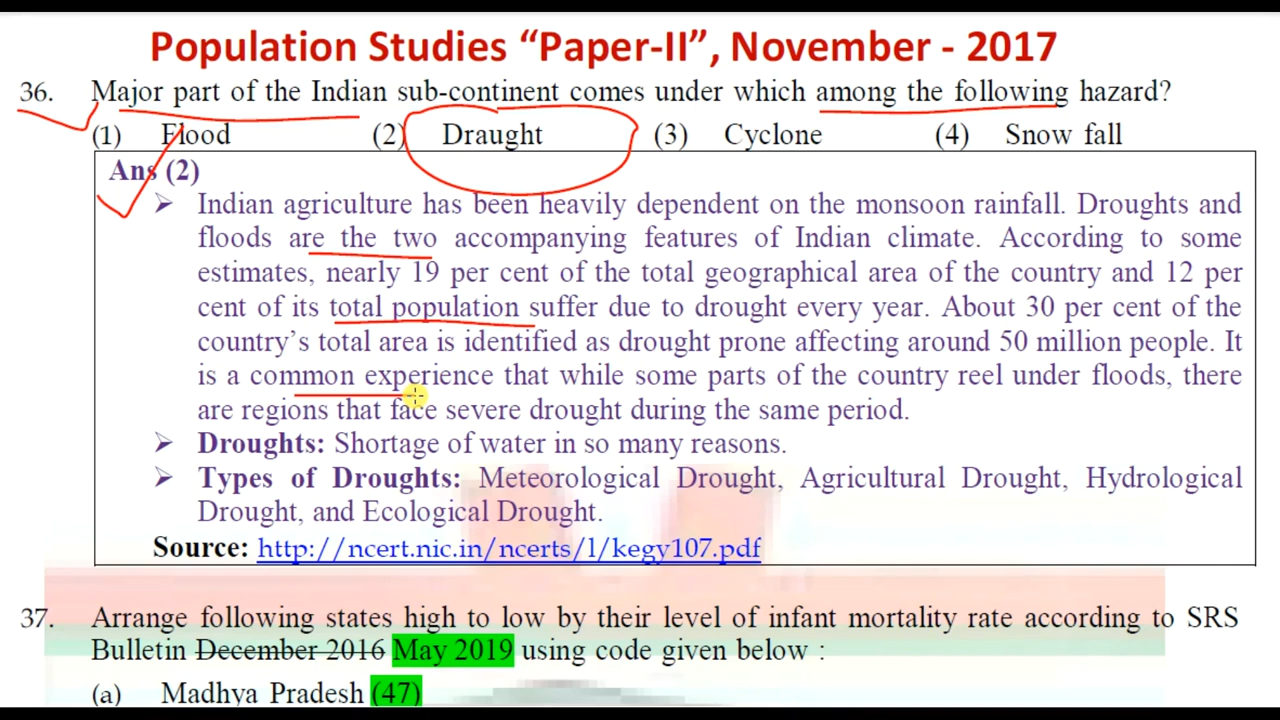 Population Studies “Paper-II”, November - 2017
36. Major part of the Indian sub-continent comes under which among the following hazard?
(1) Flood (2) Draught (3) Cyclone (4) Snow fall
Ans (2)
➢ Indian agriculture has been heavily dependent on the monsoon rainfall. Droughts and
floods are the two accompanying features of Indian climate. According to some
estimates, nearly 19 per cent of the total geographical area of the country and 12 per
cent of its total population suffer due to drought every year. About 30 per cent of the
country’s total area is identified as drought prone affecting around 50 million people. It
is a common experience that while some parts of the country reel under floods, there
are regions that face severe drought during the same period.
➢ Droughts: Shortage of water in so many reasons.
➢ Types of Droughts: Meteorological Drought, Agricultural Drought, Hydrological
Drought, and Ecological Drought.
Source: http://ncert.nic.in/ncerts/l/kegy107.pdf
37. Arrange following states high to low by their level of infant mortality rate according to SRS
Bulletin December 2016 May 2019 using code given below :
(a) Madhya Pradesh (47)